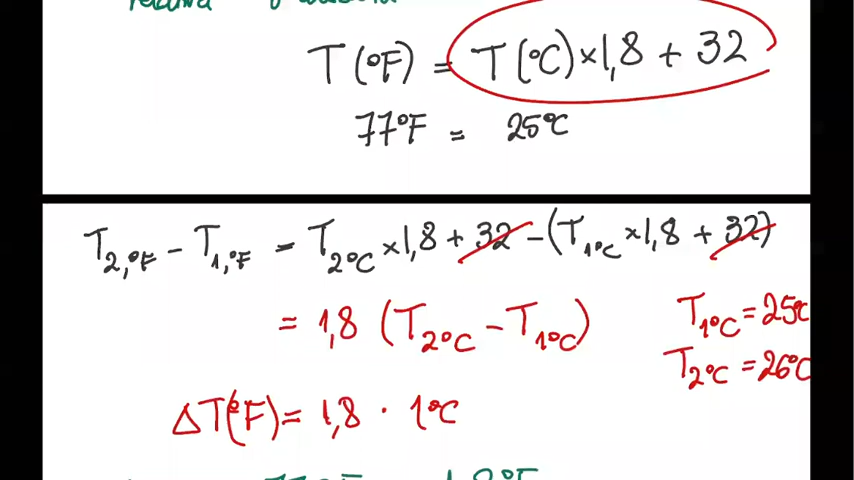 T(°F) = T(°C)×1,8 + 32
77°F = 25°C
T₂,°F − T₁,°F = T₂°C ×1,8 + 32 − (T₁°C ×1,8 + 32)
= 1,8 (T₂°C − T₁°C)
T₁°C = 25°C
T₂°C = 26°C
ΔT(°F) = 1,8 · 1°C